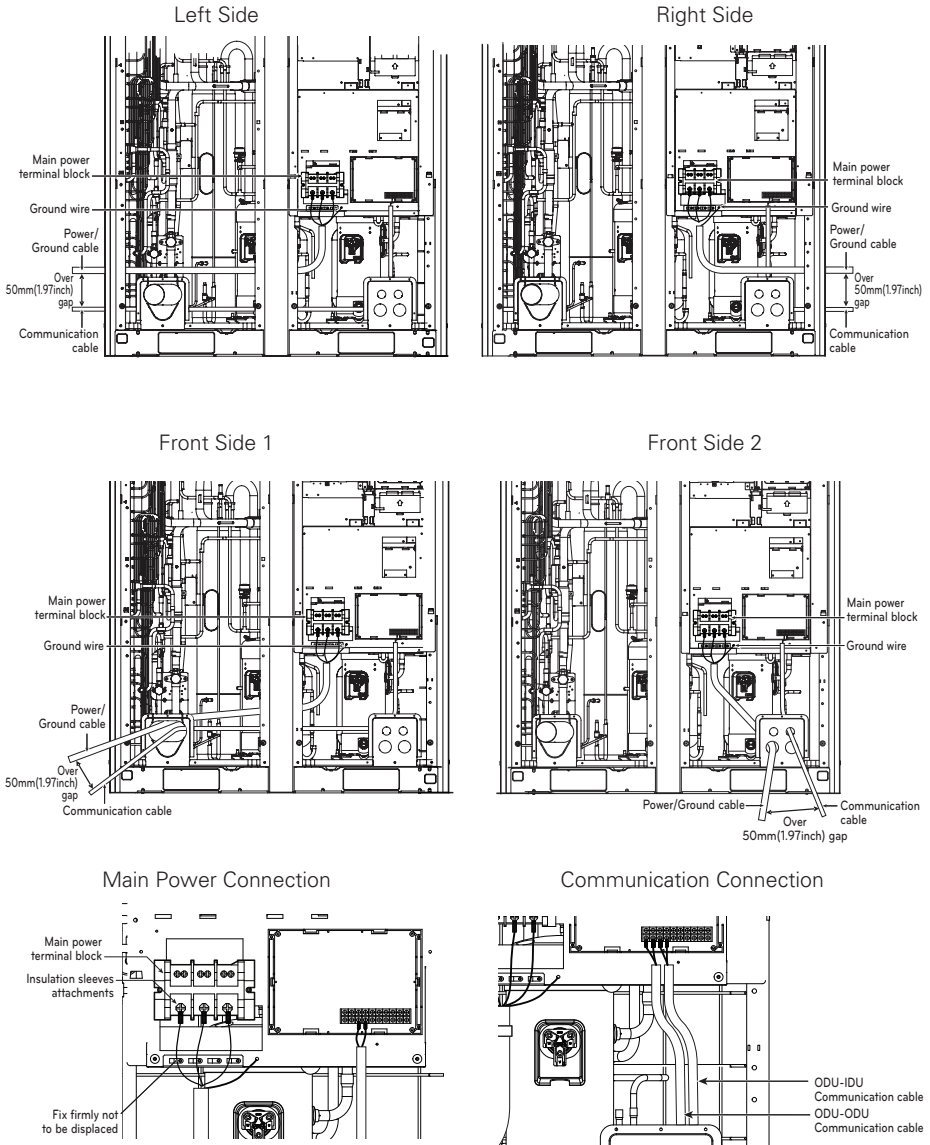 Left Side
Main power
terminal block
Ground wire
Power/
Ground cable
Over
50mm(1.97inch)
gap
Communication
cable
Right Side
Main power
terminal block
Ground wire
Power/
Ground cable
Over
50mm(1.97inch)
gap
Communication
cable
Front Side 1
Main power
terminal block
Ground wire
Power/
Ground cable
Over
50mm(1.97inch)
gap
Communication cable
Front Side 2
Main power
terminal block
Ground wire
Power/Ground cable
Communication
cable
Over
50mm(1.97inch) gap
Main Power Connection
Main power
terminal block
Insulation sleeves
attachments
Fix firmly not
to be displaced
Communication Connection
ODU-IDU
Communication cable
ODU-ODU
Communication cable